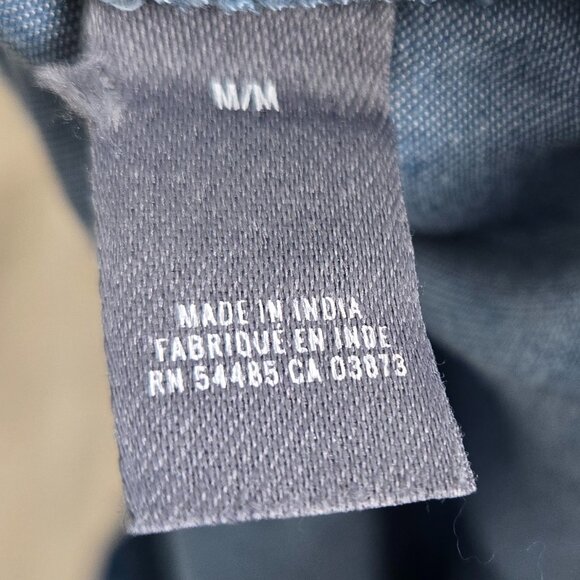 M/M
MADE IN INDIA
FABRIQUÉ EN INDE
RN 54485 CA 03873